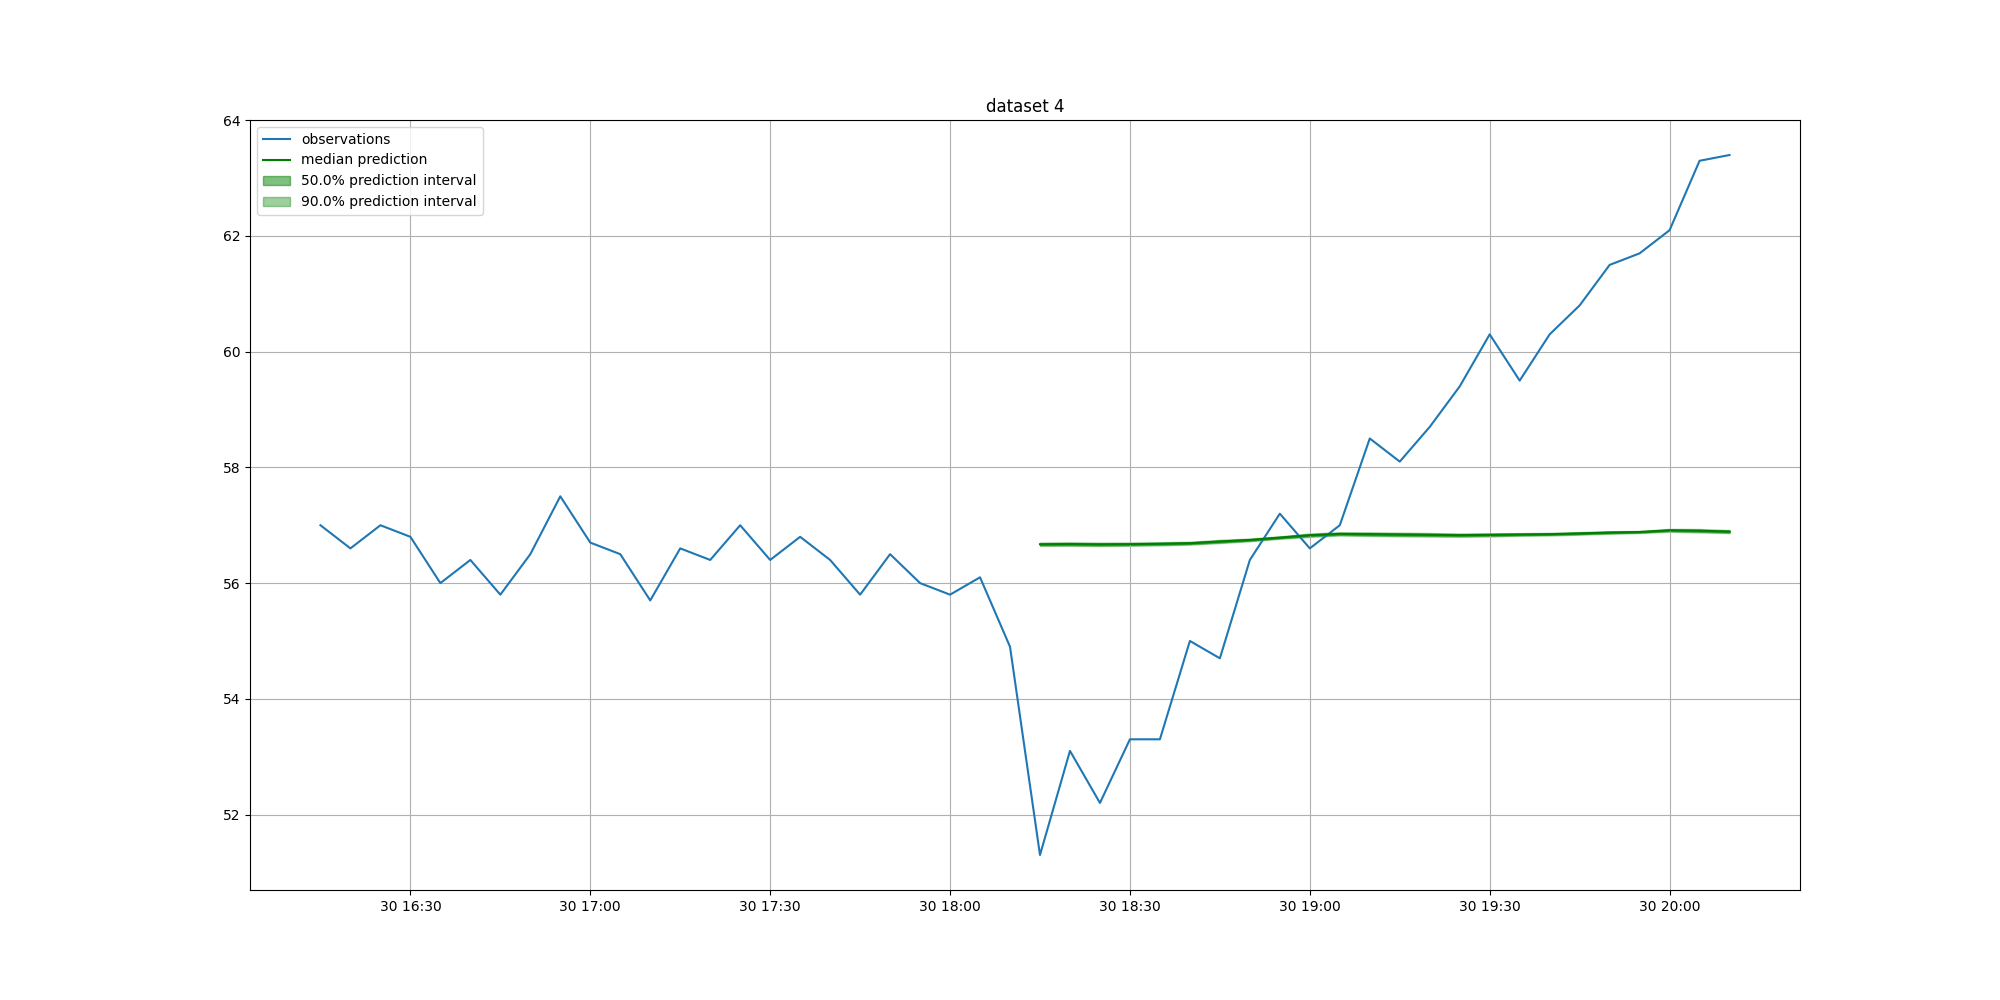 dataset 4
observations
median prediction
50.0% prediction interval
90.0% prediction interval
64
62
60
58
56
54
52
30 16:30 30 17:00 30 17:30 30 18:00 30 18:30 30 19:00 30 19:30 30 20:00